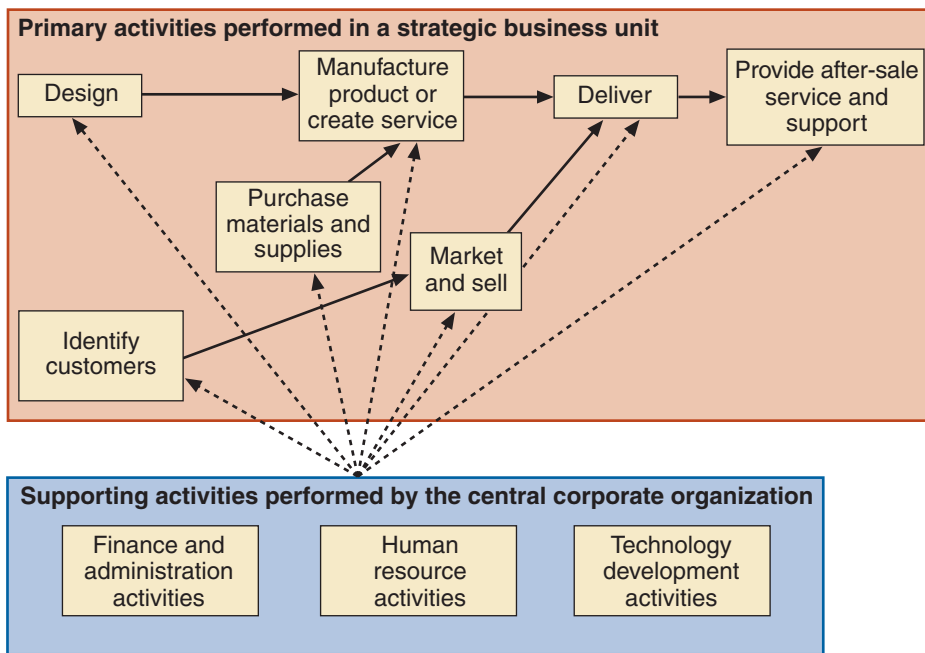 Primary activities performed in a strategic business unit
Design
Manufacture
product or
create service
Deliver
Provide after-sale
service and
support
Purchase
materials and
supplies
Market
and sell
Identify
customers
Supporting activities performed by the central corporate organization
Finance and
administration
activities
Human
resource
activities
Technology
development
activities